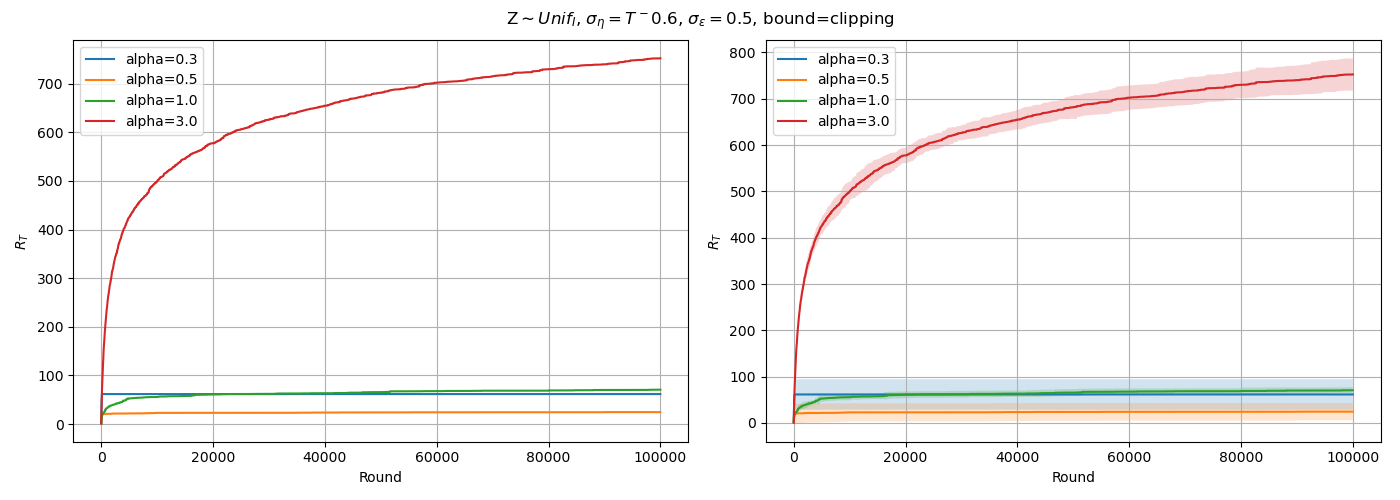 Z ∼ Unif_I, σ_η = T⁻0.6, σ_ε = 0.5, bound=clipping
alpha=0.3
alpha=0.5
alpha=1.0
alpha=3.0
R_T
700
600
500
400
300
200
100
0
0
20000
40000
60000
80000
100000
Round
alpha=0.3
alpha=0.5
alpha=1.0
alpha=3.0
R_T
800
700
600
500
400
300
200
100
0
0
20000
40000
60000
80000
100000
Round